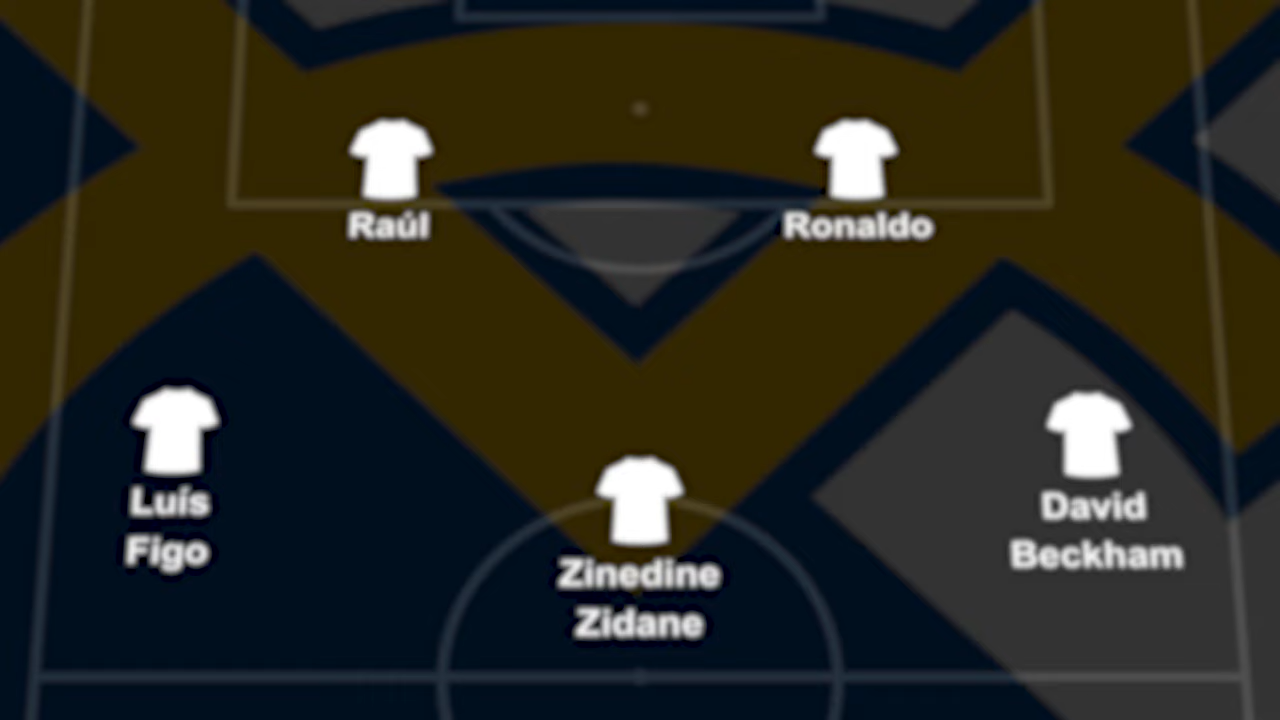 Raúl
Ronaldo
Luís
Figo
Zinedine
Zidane
David
Beckham